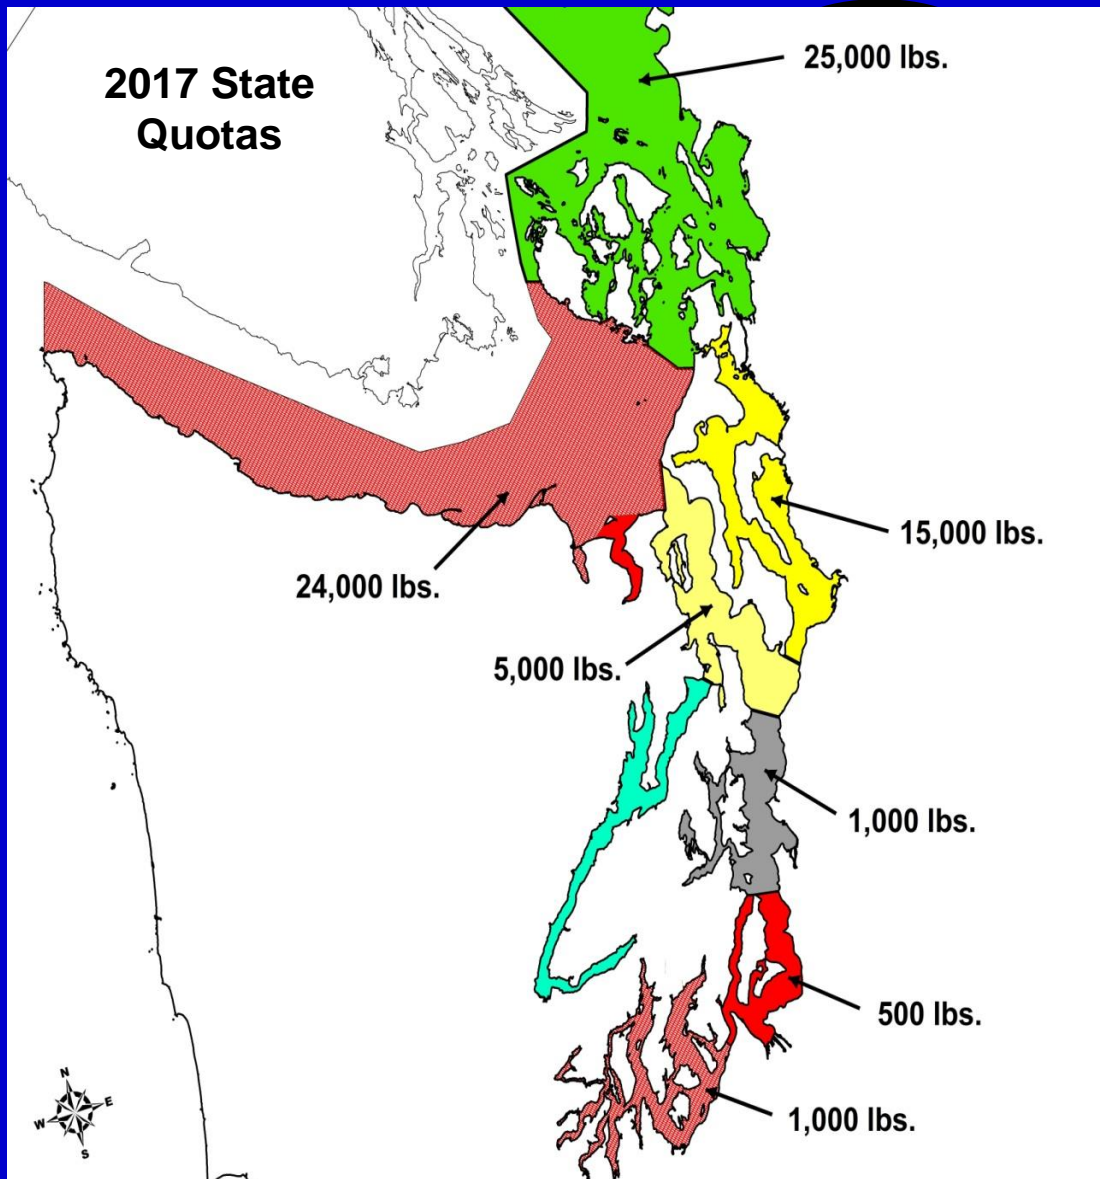 2017 State
Quotas
25,000 lbs.
15,000 lbs.
24,000 lbs.
5,000 lbs.
1,000 lbs.
500 lbs.
1,000 lbs.
N
E
W
S